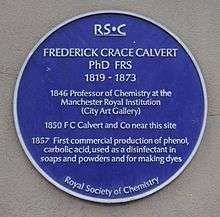 RS•C
FREDERICK CRACE CALVERT
PhD FRS
1819 - 1873
1846 Professor of Chemistry at the
Manchester Royal Institution
(City Art Gallery)
1850 F C Calvert and Co near this site
1857 First commercial production of phenol,
carbolic acid, used as a disinfectant in
soaps and powders and for making dyes
Royal Society of Chemistry